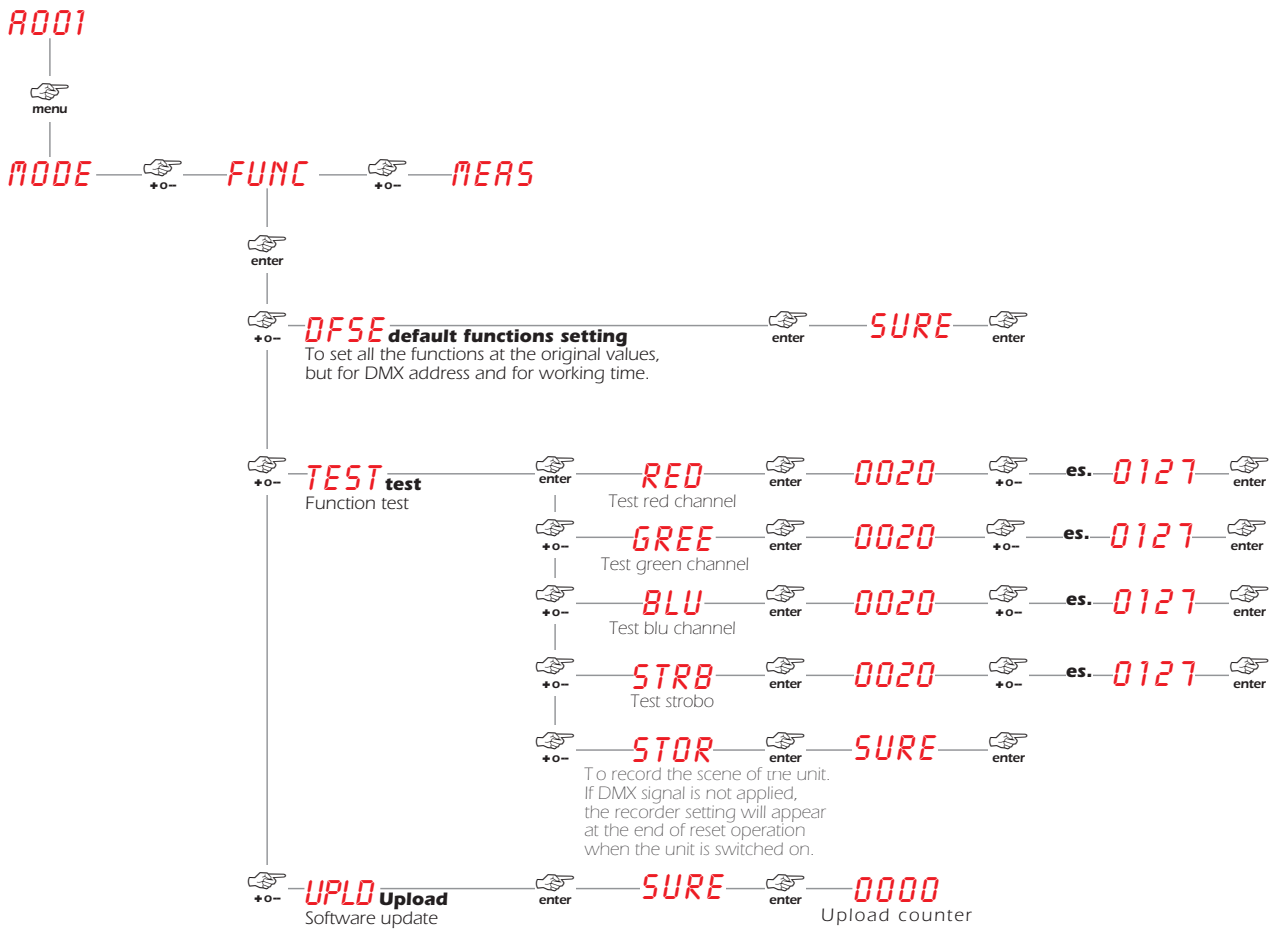 A001
menu
MODE +o– FUNC +o– MEAS
enter
+o– DFSE default functions setting enter SURE enter
To set all the functions at the original values,
but for DMX address and for working time.
+o– TEST test enter RED enter 0020 +o– es. 0127 enter
Function test
Test red channel
+o– GREE enter 0020 +o– es. 0127 enter
Test green channel
+o– BLU enter 0020 +o– es. 0127 enter
Test blu channel
+o– STRB enter 0020 +o– es. 0127 enter
Test strobo
+o– STOR enter SURE enter
To record the scene of the unit.
If DMX signal is not applied,
the recorder setting will appear
at the end of reset operation
when the unit is switched on.
+o– UPLD Upload enter SURE enter 0000
Software update
Upload counter